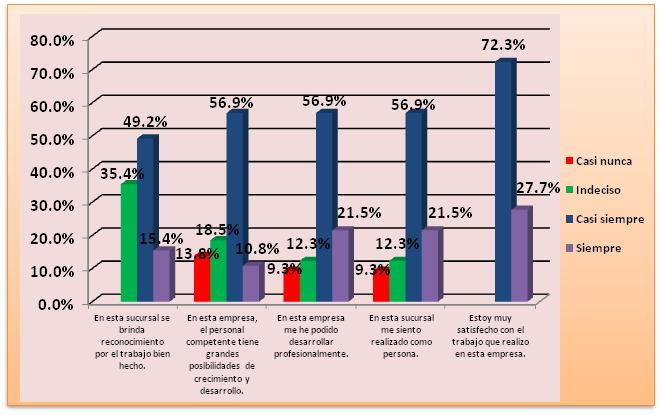 80.0%
70.0%
60.0%
50.0%
40.0%
30.0%
20.0%
10.0%
0.0%
35.4%
49.2%
15.4%
13.8%
18.5%
56.9%
10.8%
9.3%
12.3%
56.9%
21.5%
9.3%
12.3%
56.9%
21.5%
72.3%
27.7%
En esta sucursal se
brinda
reconocimiento
por el trabajo bien
hecho.
En esta empresa,
el personal
competente tiene
grandes
posibilidades de
crecimiento y
desarrollo.
En esta empresa
me he podido
desarrollar
profesionalmente.
En esta sucursal
me siento
realizado como
persona.
Estoy muy
satisfecho con el
trabajo que realizo
en esta empresa.
Casi nunca
Indeciso
Casi siempre
Siempre